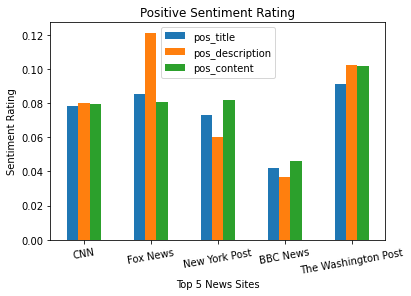 Positive Sentiment Rating
pos_title
pos_description
pos_content
Sentiment Rating
0.12
0.10
0.08
0.06
0.04
0.02
0.00
CNN
Fox News
New York Post
BBC News
The Washington Post
Top 5 News Sites